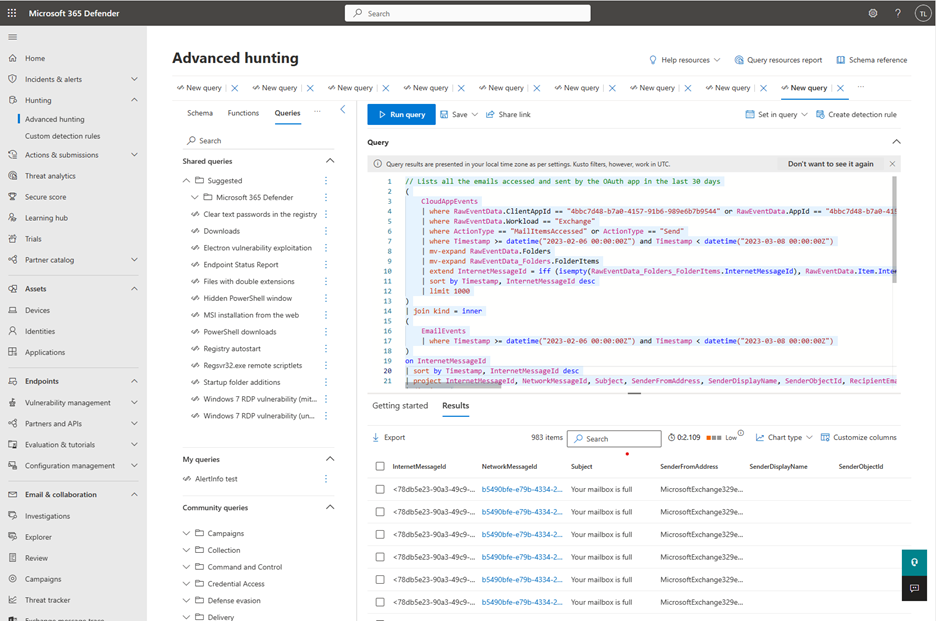 Microsoft 365 Defender
Search
TL
Home
Incidents & alerts
Hunting
Advanced hunting
Custom detection rules
Actions & submissions
Threat analytics
Secure score
Learning hub
Trials
Partner catalog
Assets
Devices
Identities
Applications
Endpoints
Vulnerability management
Partners and APIs
Evaluation & tutorials
Configuration management
Email & collaboration
Investigations
Explorer
Review
Campaigns
Threat tracker
Exchange message trace
Advanced hunting
Help resources
Queries resources report
Schema reference
New query
New query
New query
New query
New query
New query
New query
New query
New query
Schema Functions Queries
Search
Shared queries
Suggested
Microsoft 365 Defender
Clear text passwords in the registry
Downloads
Electron vulnerability exploitation
Endpoint Status Report
Files with double extensions
Hidden PowerShell window
MSI installation from the web
PowerShell downloads
Registry autostart
Regsvr32.exe remote scriptlets
Startup folder additions
Windows 7 RDP vulnerability (mit...
Windows 7 RDP vulnerability (un...
My queries
AlertInfo test
Community queries
Campaigns
Collection
Command and Control
Credential Access
Defense evasion
Delivery
Run query Save Share link Set in query Create detection rule
Query
Query results are presented in your local time zone as per settings. Kusto filters, however, work in UTC. Don't want to see it again
1 // Lists all the emails accessed and sent by the OAuth app in the last 30 days
2 (
3 CloudAppEvents
4 | where RawEventData.ClientAppId == "4bbc7d48-b7a0-4157-91b6-989e6b7b9544" or RawEventData.AppId == "4bbc7d48-b7a0-415
5 | where RawEventData.Workload == "Exchange"
6 | where ActionType == "MailItemsAccessed" or ActionType == "Send"
7 | where Timestamp >= datetime("2023-02-06 00:00:00Z") and Timestamp < datetime("2023-03-08 00:00:00Z")
8 | mv-expand RawEventData.Folders
9 | mv-expand RawEventData_Folders.FolderItems
10 | extend InternetMessageId = iff (isempty(RawEventData_Folders_FolderItems.InternetMessageId), RawEventData.Item.Inter
11 | sort by Timestamp, InternetMessageId desc
12 | limit 1000
13 )
14 | join kind = inner
15 (
16 EmailEvents
17 | where Timestamp >= datetime("2023-02-06 00:00:00Z") and Timestamp < datetime("2023-03-08 00:00:00Z")
18 )
19 on InternetMessageId
20 | sort by Timestamp, InternetMessageId desc
21 | project InternetMessageId, NetworkMessageId, Subject, SenderFromAddress, SenderDisplayName, SenderObjectId, RecipientEma
Getting started Results
Export 983 items Search 0:2.109 Low Chart type Customize columns
InternetMessageId NetworkMessageId Subject SenderFromAddress SenderDisplayName SenderObjectId
<78db5e23-90a3-49c9-... b5490bfe-e79b-4334-2... Your mailbox is full MicrosoftExchange329e...
<78db5e23-90a3-49c9-... b5490bfe-e79b-4334-2... Your mailbox is full MicrosoftExchange329e...
<78db5e23-90a3-49c9-... b5490bfe-e79b-4334-2... Your mailbox is full MicrosoftExchange329e...
<78db5e23-90a3-49c9-... b5490bfe-e79b-4334-2... Your mailbox is full MicrosoftExchange329e...
<78db5e23-90a3-49c9-... b5490bfe-e79b-4334-2... Your mailbox is full MicrosoftExchange329e...
<78db5e23-90a3-49c9-... b5490bfe-e79b-4334-2... Your mailbox is full MicrosoftExchange329e...